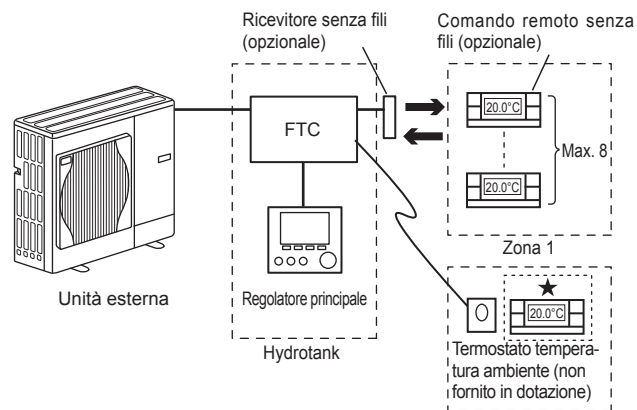 Ricevitore senza fili
(opzionale)
Comando remoto senza
fili (opzionale)
20.0°C
FTC
Max. 8
20.0°C
Zona 1
Unità esterna
Regolatore principale
Hydrotank
★
20.0°C
Termostato tempera-
tura ambiente (non
fornito in dotazione)